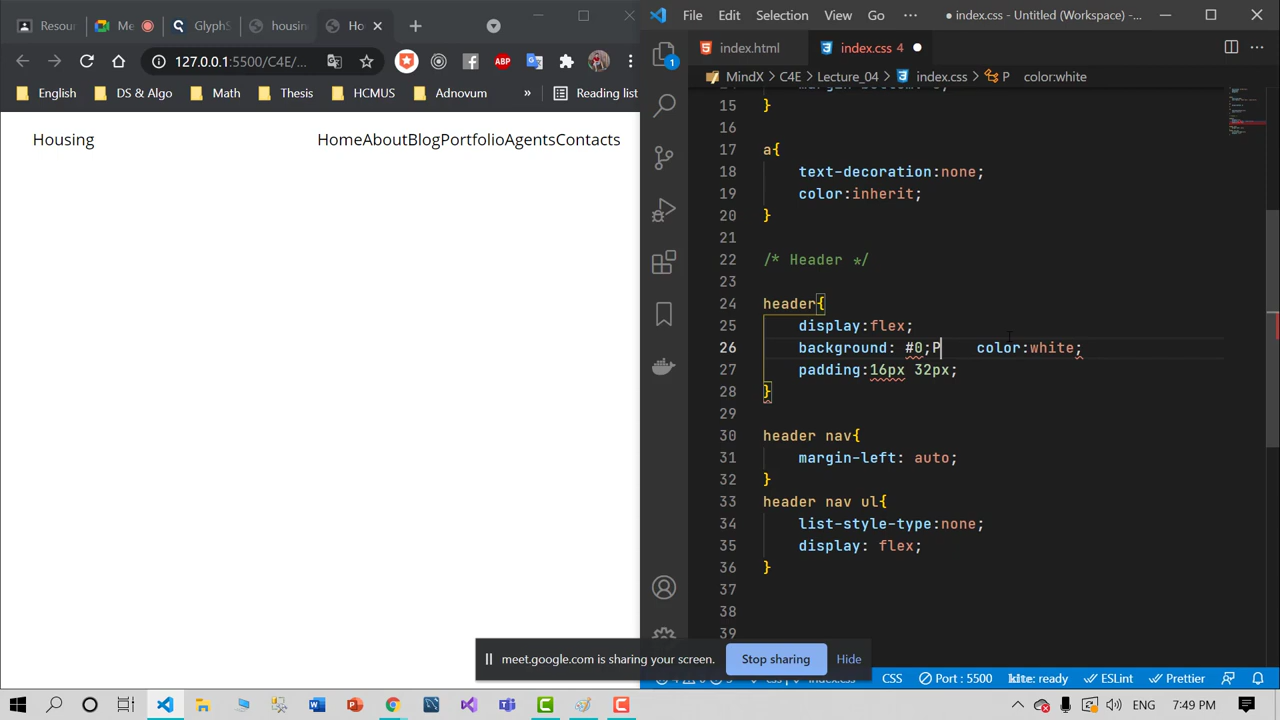 Resour
Me
GlyphS
housin
Ho
127.0.0.1:5500/C4E/...
ABP
English
DS & Algo
Math
Thesis
HCMUS
Adnovum
»
Reading list
Housing
HomeAboutBlogPortfolioAgentsContacts
File Edit Selection View Go ···
● index.css - Untitled (Workspace) -...
index.html
index.css 4
MindX > C4E > Lecture_04 > index.css > P color:white
15 }
16
17 a{
18 text-decoration:none;
19 color:inherit;
20 }
21
22 /* Header */
23
24 header{
25 display:flex;
26 background: #0;P color:white;
27 padding:16px 32px;
28 }
29
30 header nav{
31 margin-left: auto;
32 }
33 header nav ul{
34 list-style-type:none;
35 display: flex;
36 }
37
38
39
meet.google.com is sharing your screen.
Stop sharing
Hide
CSS
Port : 5500
kite: ready
ESLint
Prettier
7:49 PM